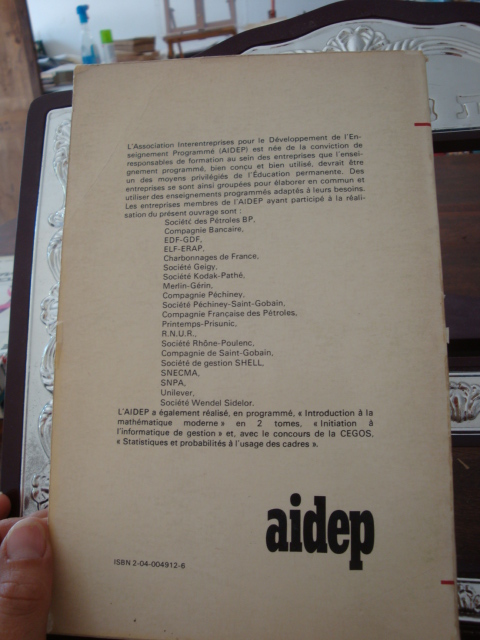 L'Association Interentreprises pour le Développement de l'En-
seignement Programmé (AIDEP) est née de la conviction de
responsables de formation au sein des entreprises que l'ensei-
gnement programmé, bien conçu et bien utilisé, devrait être
un des moyens privilégiés de l'Éducation permanente. Des
entreprises se sont ainsi groupées pour élaborer en commun et
utiliser des enseignements programmés adaptés à leurs besoins.
Les entreprises membres de l'AIDEP ayant participé à la réali-
sation du présent ouvrage sont :
Société des Pétroles BP,
Compagnie Bancaire,
EDF-GDF,
ELF-ERAP,
Charbonnages de France,
Société Geigy,
Société Kodak-Pathé,
Merlin-Gérin,
Compagnie Péchiney,
Société Péchiney-Saint-Gobain,
Compagnie Française des Pétroles,
Printemps-Prisunic,
R.N.U.R.,
Société Rhône-Poulenc,
Compagnie de Saint-Gobain,
Société de gestion SHELL,
SNECMA,
SNPA,
Unilever,
Société Wendel Sidelor.
L'AIDEP a également réalisé, en programmé, « Introduction à la
mathématique moderne » en 2 tomes, « Initiation à
l'informatique de gestion » et, avec le concours de la CEGOS,
« Statistiques et probabilités à l'usage des cadres ».
aidep
ISBN 2-04-004912-6